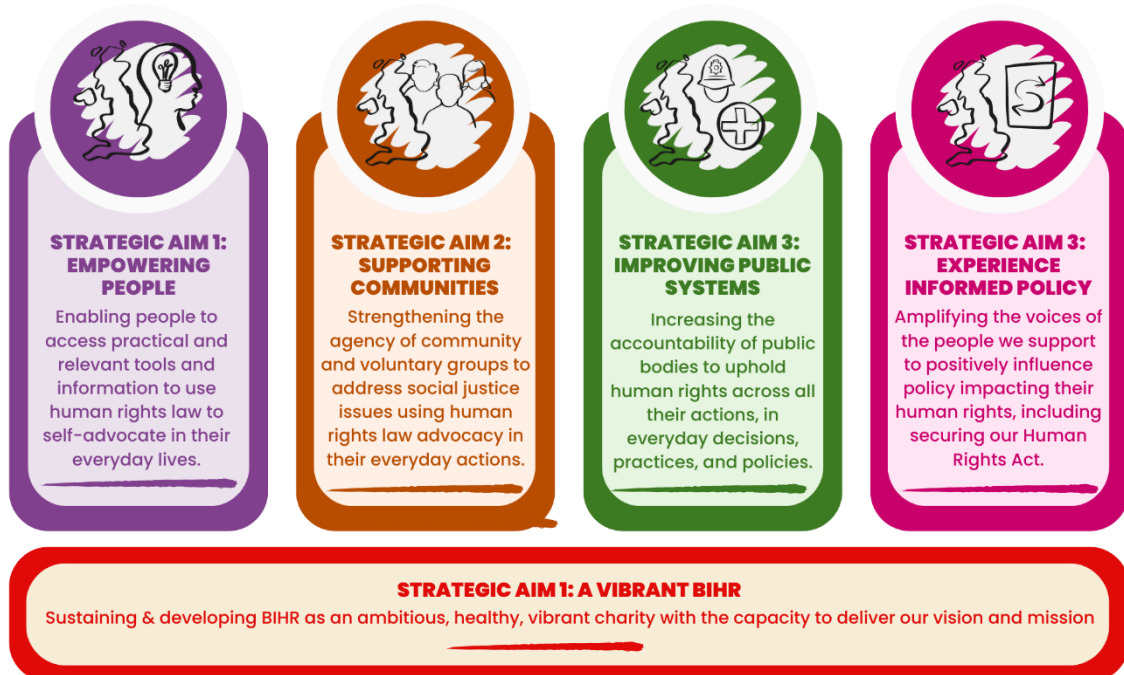 STRATEGIC AIM 1:
EMPOWERING
PEOPLE
Enabling people to
access practical and
relevant tools and
information to use
human rights law to
self-advocate in their
everyday lives.
STRATEGIC AIM 2:
SUPPORTING
COMMUNITIES
Strengthening the
agency of community
and voluntary groups to
address social justice
issues using human
rights law advocacy in
their everyday actions.
STRATEGIC AIM 3:
IMPROVING PUBLIC
SYSTEMS
Increasing the
accountability of public
bodies to uphold
human rights across all
their actions, in
everyday decisions,
practices, and policies.
STRATEGIC AIM 3:
EXPERIENCE
INFORMED POLICY
Amplifying the voices of
the people we support
to positively influence
policy impacting their
human rights, including
securing our Human
Rights Act.
STRATEGIC AIM 1: A VIBRANT BIHR
Sustaining & developing BIHR as an ambitious, healthy, vibrant charity with the capacity to deliver our vision and mission